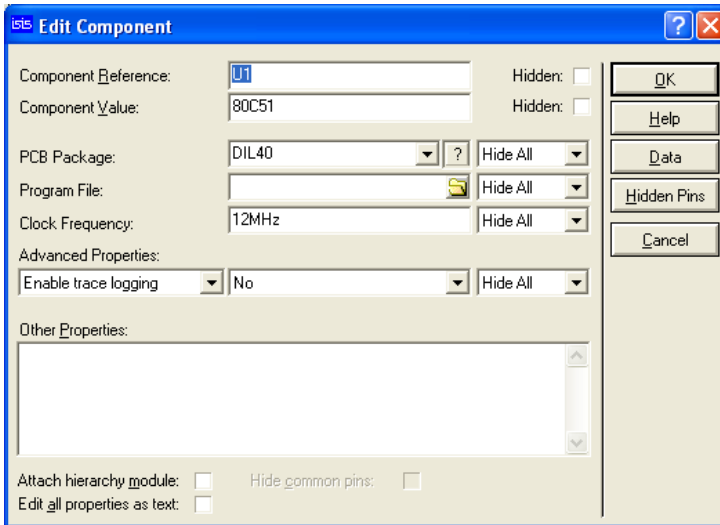 isis Edit Component
Component Reference: U1 Hidden: OK
Component Value: 80C51 Hidden: Help
PCB Package: DIL40 ? Hide All Data
Program File: Hide All Hidden Pins
Clock Frequency: 12MHz Hide All Cancel
Advanced Properties:
Enable trace logging No Hide All
Other Properties:
Attach hierarchy module: Hide common pins:
Edit all properties as text: